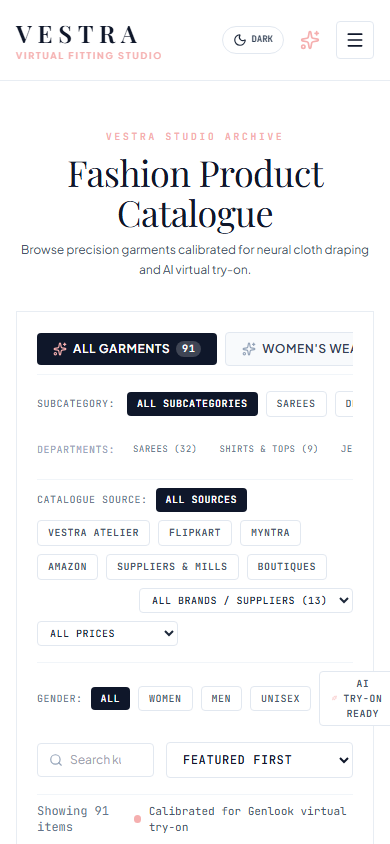 VESTRA
VIRTUAL FITTING STUDIO
DARK
VESTRA STUDIO ARCHIVE
Fashion Product
Catalogue
Browse precision garments calibrated for neural cloth draping
and AI virtual try-on.
ALL GARMENTS 91 WOMEN'S WEA
SUBCATEGORY: ALL SUBCATEGORIES SAREES
DEPARTMENTS: SAREES (32) SHIRTS & TOPS (9) JE
CATALOGUE SOURCE: ALL SOURCES
VESTRA ATELIER FLIPKART MYNTRA
AMAZON SUPPLIERS & MILLS BOUTIQUES
ALL BRANDS / SUPPLIERS (13)
ALL PRICES
GENDER: ALL WOMEN MEN UNISEX AI TRY-ON READY
Search FEATURED FIRST
Showing 91 items
Calibrated for Genlook virtual
try-on